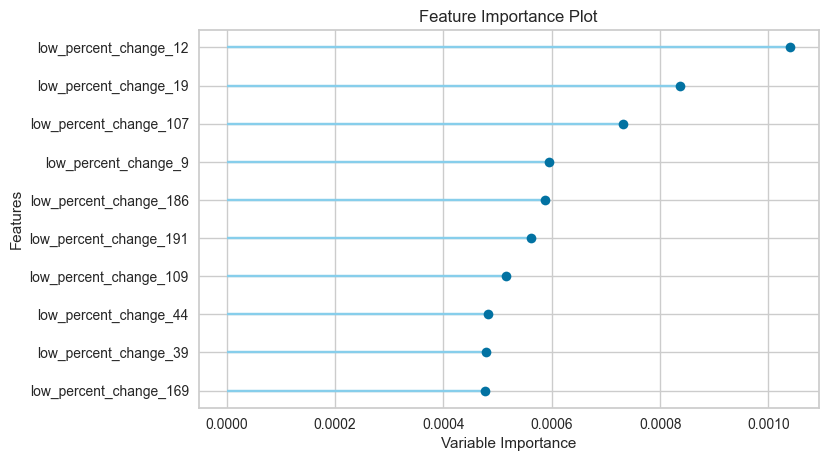 Feature Importance Plot
low_percent_change_12
low_percent_change_19
low_percent_change_107
low_percent_change_9
low_percent_change_186
low_percent_change_191
low_percent_change_109
low_percent_change_44
low_percent_change_39
low_percent_change_169
Features
0.0000 0.0002 0.0004 0.0006 0.0008 0.0010
Variable Importance